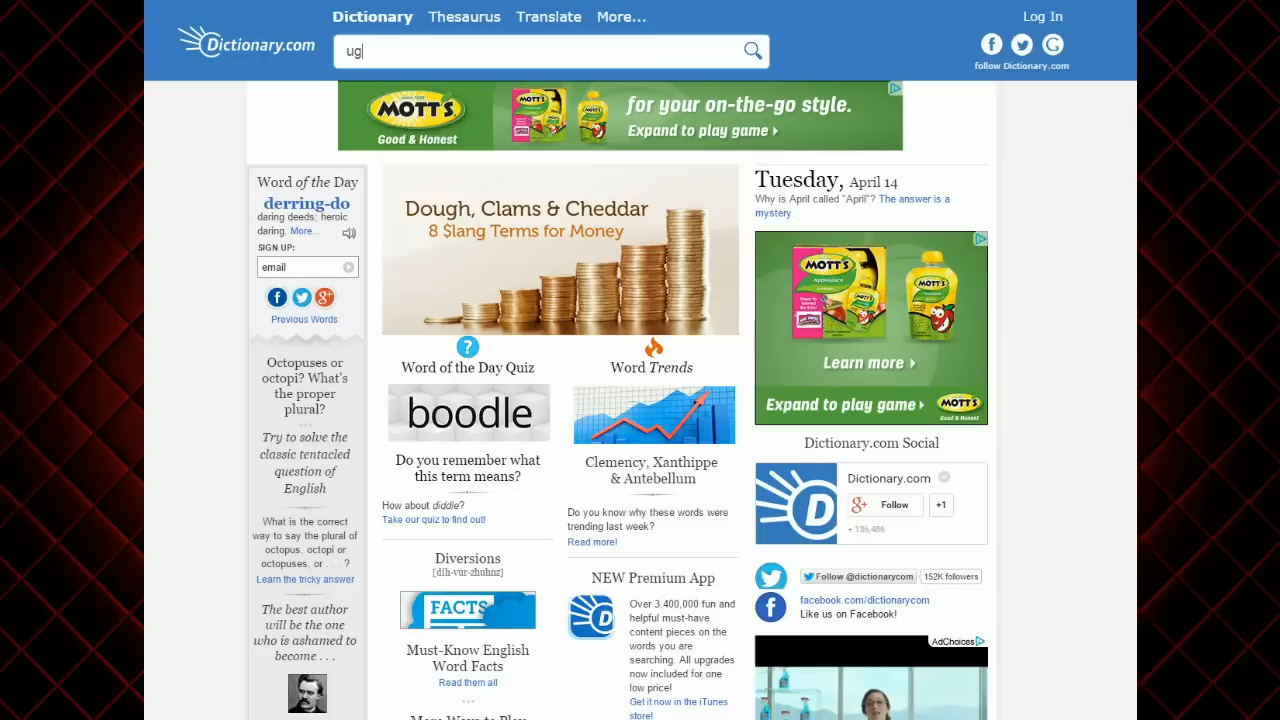 Dictionary Thesaurus Translate More...
Log In
Dictionary.com
ug
follow Dictionary.com
MOTT'S
Good & Honest
for your on-the-go style.
Expand to play game
Word of the Day
derring-do
daring deeds; heroic
daring. More...
SIGN UP:
email
Previous Words
Octopuses or
octopi? What's
the proper
plural?
Try to solve the
classic tentacled
question of
English
What is the correct
way to say the plural of
octopus, octopi or
octopuses, or . . . ?
Learn the tricky answer
The best author
will be the one
who is ashamed to
become . . .
Dough, Clams & Cheddar
8 $lang Terms for Money
Word of the Day Quiz
boodle
Do you remember what
this term means?
How about diddle?
Take our quiz to find out!
Diversions
[dih-vur-zhuhnz]
FACTS
Must-Know English
Word Facts
Read them all
More Ways to Play
Word Trends
Clemency, Xanthippe
& Antebellum
Do you know why these words were
trending last week?
Read more!
NEW Premium App
Over 3,400,000 fun and
helpful must-have
content pieces on the
words you are
searching. All upgrades
now included for one
low price!
Get it now in the iTunes
store!
Tuesday, April 14
Why is April called "April"? The answer is a
mystery.
MOTT'S
Learn more
Expand to play game
MOTT'S
Good & Honest
Dictionary.com Social
Dictionary.com
Follow
+1
+ 136,486
Follow @dictionarycom
152K followers
facebook.com/dictionarycom
Like us on Facebook!
AdChoices